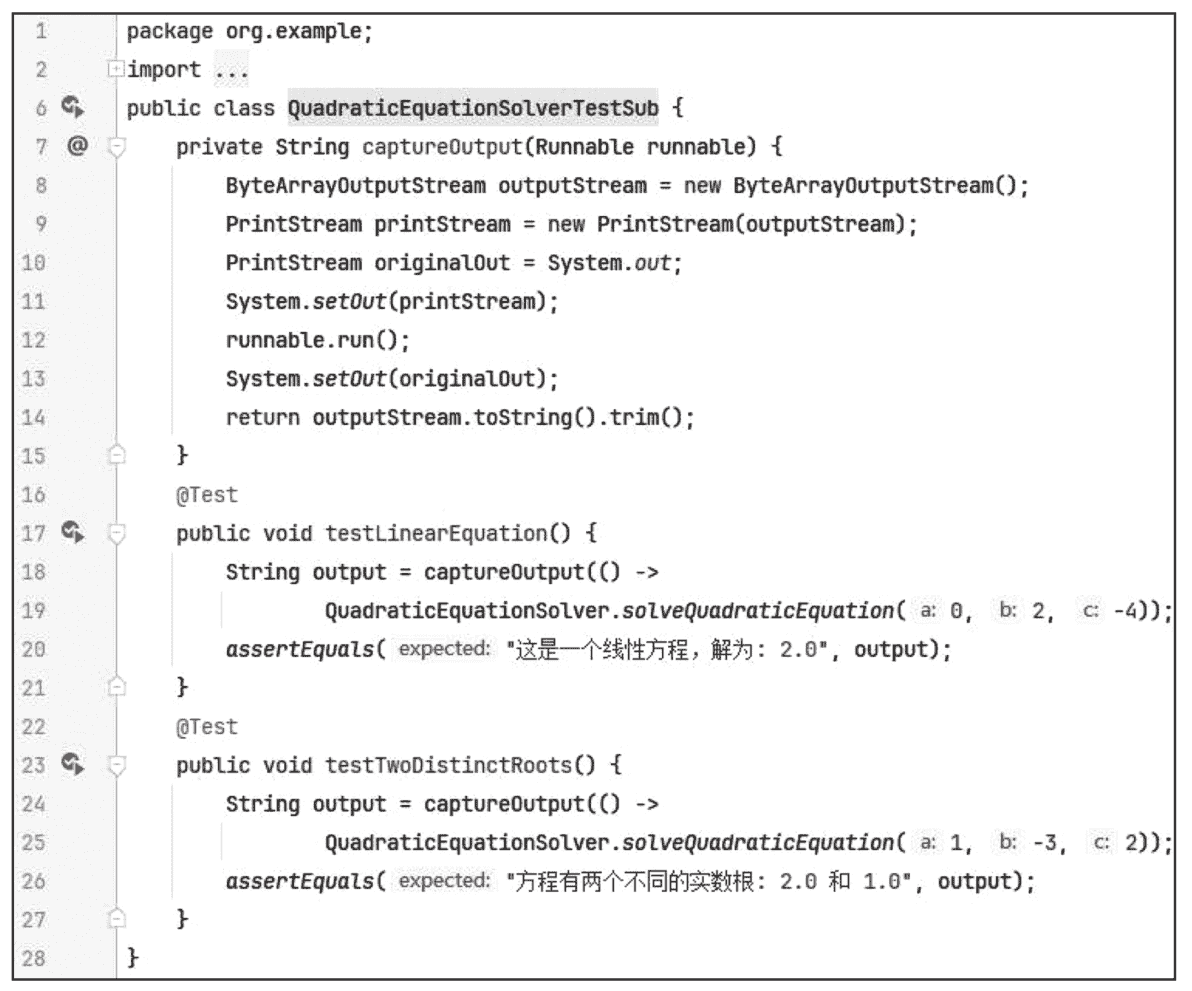 1 package org.example;
2 import ...
6 public class QuadraticEquationSolverTestSub {
7 @ private String captureOutput(Runnable runnable) {
8 ByteArrayOutputStream outputStream = new ByteArrayOutputStream();
9 PrintStream printStream = new PrintStream(outputStream);
10 PrintStream originalOut = System.out;
11 System.setOut(printStream);
12 runnable.run();
13 System.setOut(originalOut);
14 return outputStream.toString().trim();
15 }
16 @Test
17 public void testLinearEquation() {
18 String output = captureOutput(() ->
19 QuadraticEquationSolver.solveQuadraticEquation( a: 0, b: 2, c: -4));
20 assertEquals( expected: "这是一个线性方程，解为: 2.0", output);
21 }
22 @Test
23 public void testTwoDistinctRoots() {
24 String output = captureOutput(() ->
25 QuadraticEquationSolver.solveQuadraticEquation( a: 1, b: -3, c: 2));
26 assertEquals( expected: "方程有两个不同的实数根: 2.0 和 1.0", output);
27 }
28 }